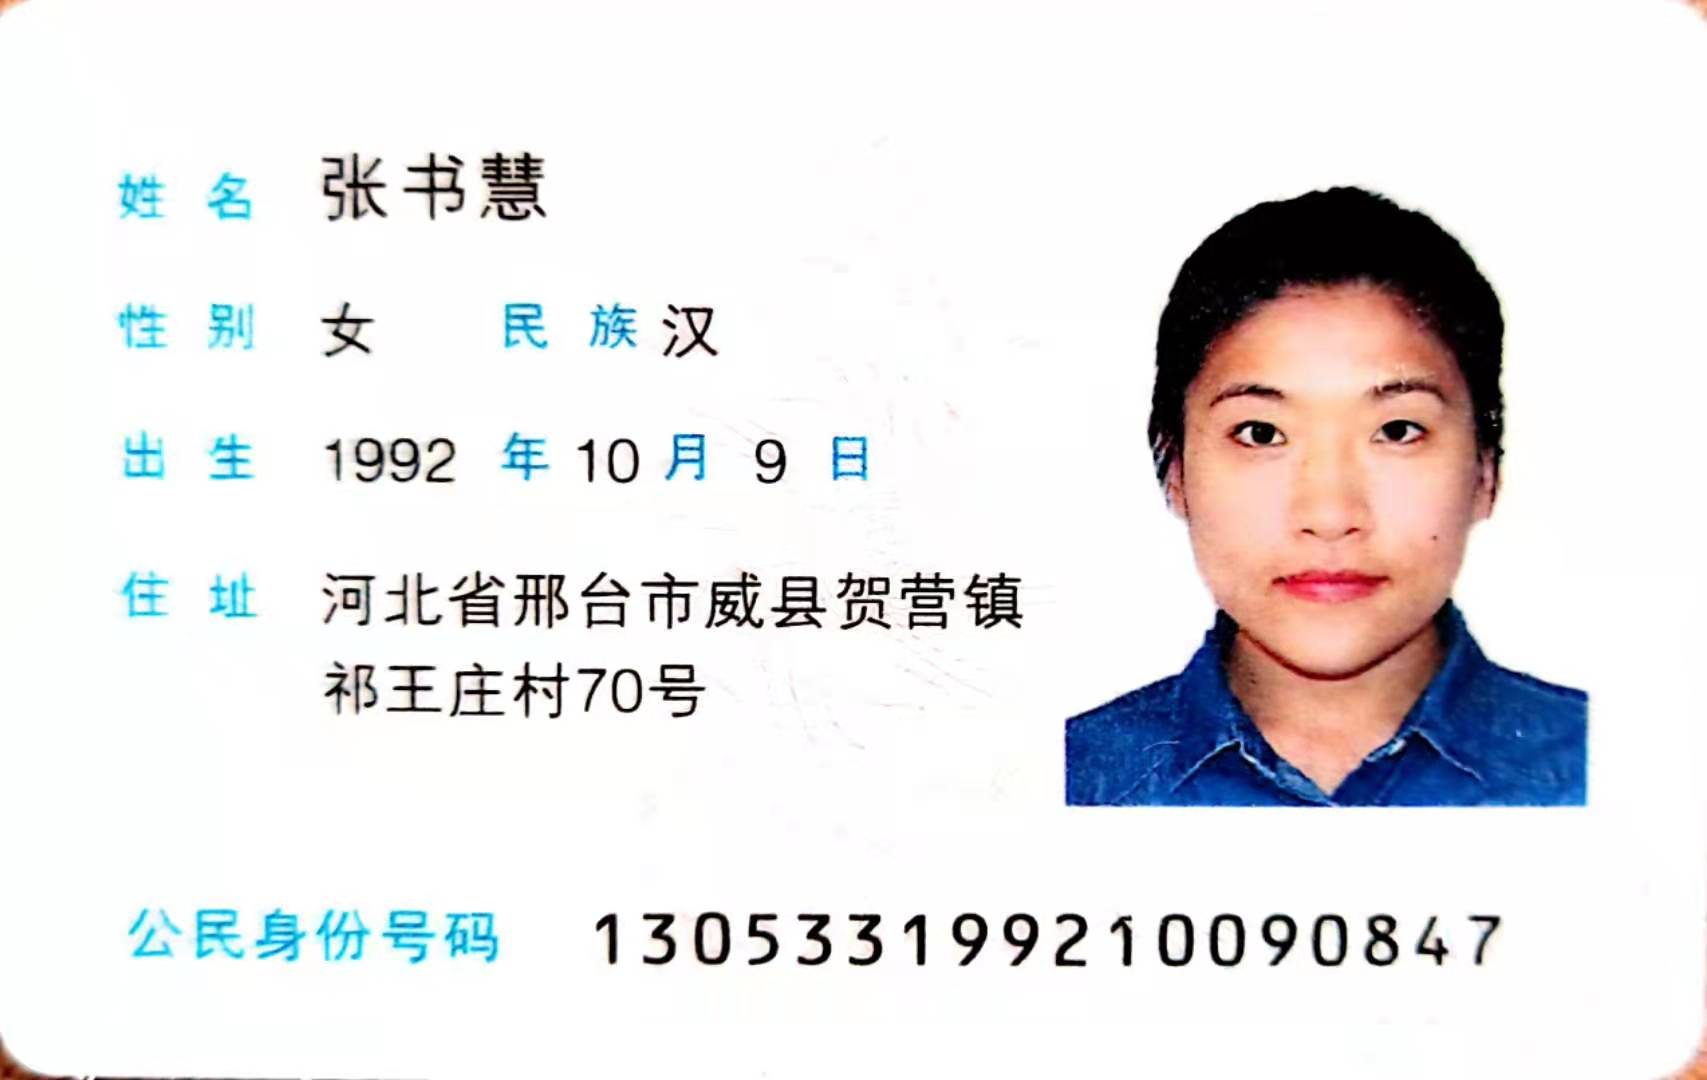 姓名 张书慧
性别 女 民族 汉
出生 1992 年 10 月 9 日
住址 河北省邢台市威县贺营镇
祁王庄村70号
公民身份号码 130533199210090847